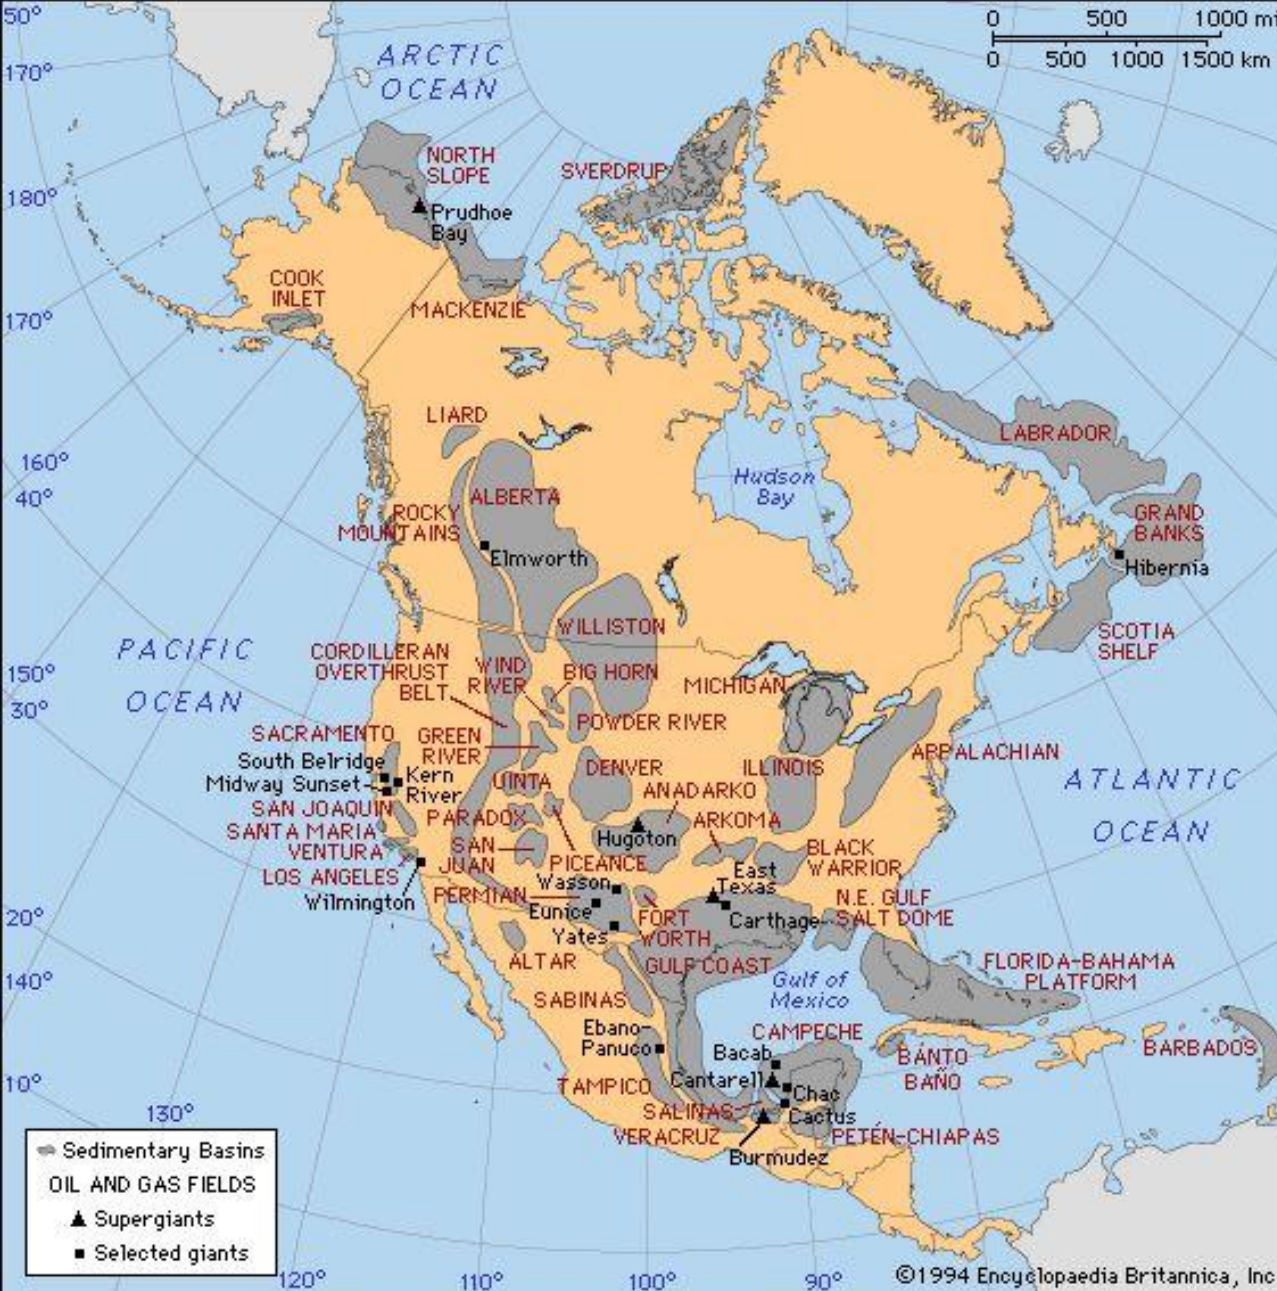 50°
0 500 1000 mi
0 500 1000 1500 km
ARCTIC
OCEAN
170°
NORTH
SLOPE
SVERDRUP
180°
Prudhoe
Bay
COOK
INLET
MACKENZIE
170°
LIARD
LABRADOR
160°
40°
Hudson
Bay
ALBERTA
ROCKY
MOUNTAINS
GRAND
BANKS
Elmworth
Hibernia
WILLISTON
SCOTIA
SHELF
PACIFIC
OCEAN
CORDILLERAN
OVERTHRUST
BELT
WIND
RIVER
BIG HORN
MICHIGAN
150°
30°
POWDER RIVER
SACRAMENTO
GREEN
RIVER
APPALACHIAN
South Belridge
Midway Sunset
Kern
River
UINTA
DENVER
ILLINOIS
ATLANTIC
OCEAN
ANADARKO
SAN JOAQUIN
PARADOX
ARKOMA
SANTA MARIA
VENTURA
Hugoton
SAN
JUAN
PICEANCE
BLACK
WARRIOR
LOS ANGELES
Wilmington
PERMIAN
Wasson
East
Texas
Eunice
Yates
FORT
WORTH
Carthage
N.E. GULF
SALT DOME
20°
ALTAR
GULF COAST
FLORIDA-BAHAMA
PLATFORM
140°
SABINAS
Gulf of
Mexico
Ebano-
Panuco
CAMPECHE
Bacab
BÁNTO
BAÑO
BARBADOS
10°
TAMPICO
Cantarell
Chac
SALINAS
Cactus
130°
VERACRUZ
PETÉN-CHIAPAS
Burmudez
Sedimentary Basins
OIL AND GAS FIELDS
Supergiants
Selected giants
120°
110°
100°
90°
©1994 Encyclopaedia Britannica, Inc